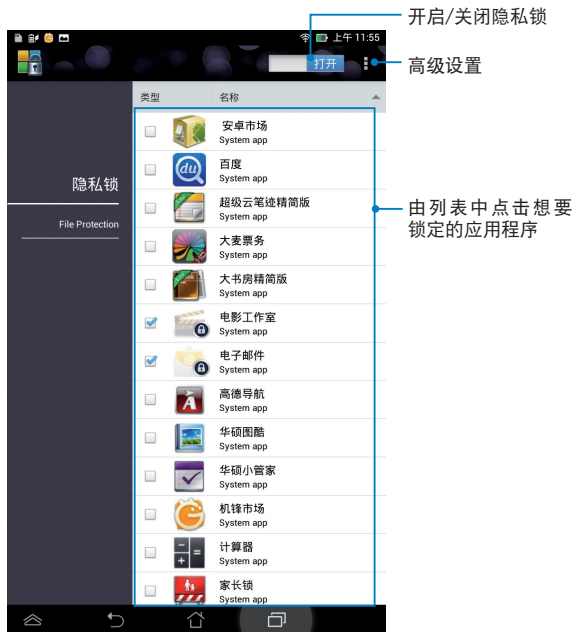 开启/关闭隐私锁
上午 11:55
打开
高级设置
类型 名称
隐私锁
File Protection
安卓市场
System app
百度
System app
超级云笔迹精简版
System app
大麦票务
System app
大书房精简版
System app
电影工作室
System app
电子邮件
System app
高德导航
System app
华硕图酷
System app
华硕小管家
System app
机锋市场
System app
计算器
System app
家长锁
System app
由列表中点击想要
锁定的应用程序